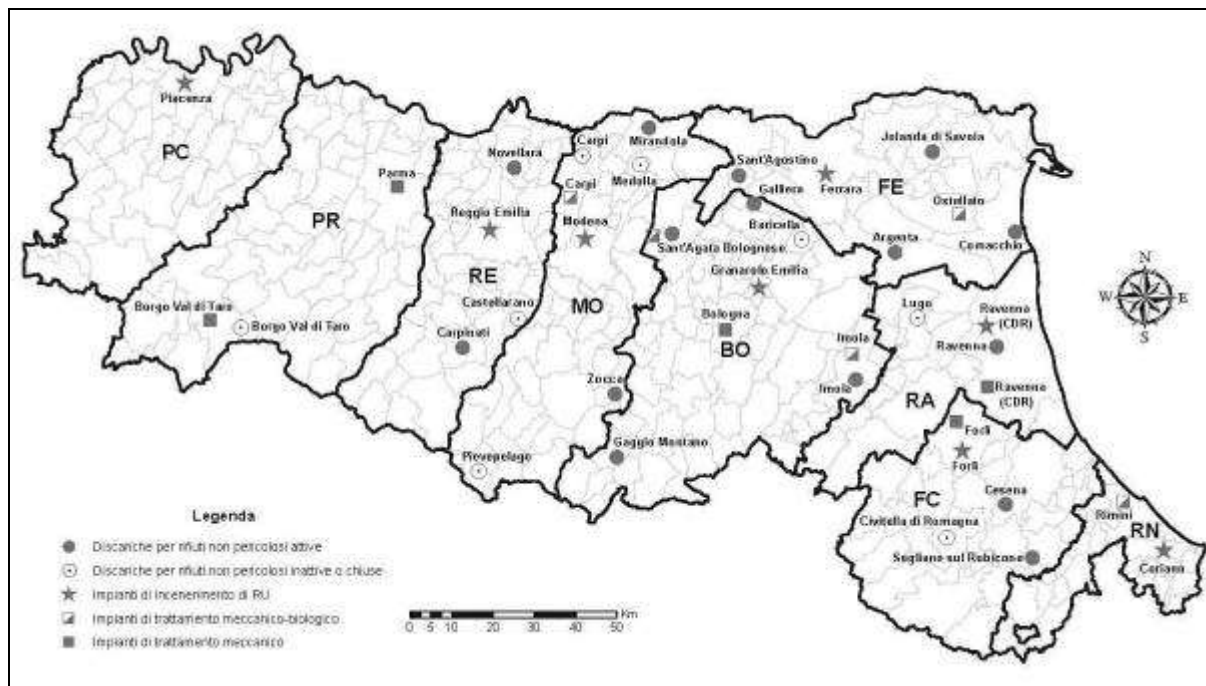 Piacenza
PC
Parma
PR
Borgo Val di Taro
Borgo Val di Taro
Novellara
Reggio Emilia
RE
Castellarano
Carpineti
Carpi
Mirandola
Medolla
Carpi
Modena
MO
Zocca
Pievepelago
Sant'Agostino
Galliera
Ferrara
FE
Jolanda di Savoia
Ostellato
Comacchio
Argenta
Baricella
Sant'Agata Bolognese
Granarolo Emilia
Bologna
BO
Imola
Imola
Gaggio Montano
Lugo
Ravenna
(CDR)
Ravenna
Ravenna
(CDR)
RA
Forlì
Forlì
FC
Cesena
Civitella di Romagna
Sogliano sul Rubicone
Rimini
RN
Coriano
N
W
E
S
Legenda
Discariche per rifiuti non pericolosi attive
Discariche per rifiuti non pericolosi inattive o chiuse
Impianti di incenerimento di RU
Impianti di trattamento meccanico-biologico
Impianti di trattamento meccanico
Km
0 5 10 20 30 40 50